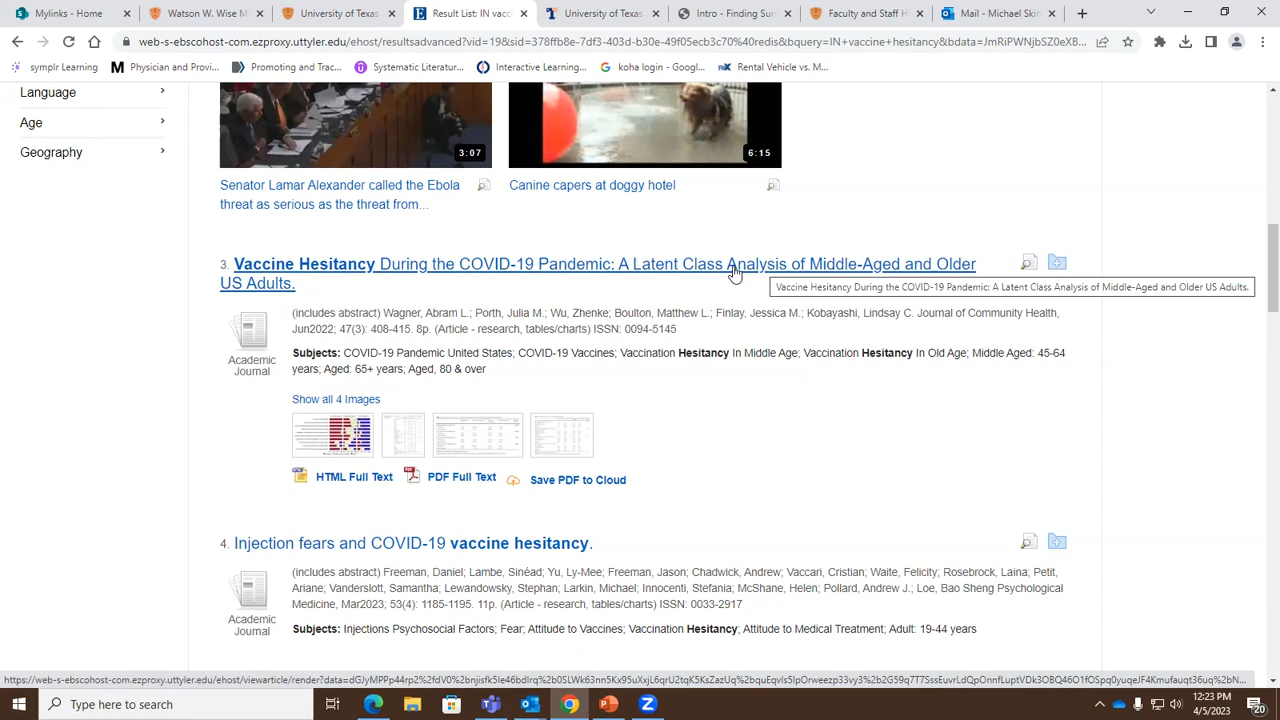 Mylinks - Home
Watson W. Wise M
University of Texas
Result List: IN vacc
University of Texas
Intro - Finding Sur
Faculty and Staff H
Mail - Michael Skin
web-s-ebscohost-com.ezproxy.uttyler.edu/ehost/resultsadvanced?vid=19&sid=378ffb8e-7df3-403d-b30e-49f05ecb3c70%40redis&bquery=IN+vaccine+hesitancy&bdata=JmRiPWNjbSZ0eXB...
symplr Learning
Physician and Provi...
Promoting and Trac...
Systematic Literatur...
Interactive Learning...
koha login - Googl...
Rental Vehicle vs. M...
Language
Age
Geography
3:07
6:15
Senator Lamar Alexander called the Ebola
threat as serious as the threat from...
Canine capers at doggy hotel
3. Vaccine Hesitancy During the COVID-19 Pandemic: A Latent Class Analysis of Middle-Aged and Older
US Adults.
Vaccine Hesitancy During the COVID-19 Pandemic: A Latent Class Analysis of Middle-Aged and Older US Adults.
(includes abstract) Wagner, Abram L.; Porth, Julia M.; Wu, Zhenke; Boulton, Matthew L.; Finlay, Jessica M.; Kobayashi, Lindsay C. Journal of Community Health,
Jun2022; 47(3): 408-415. 8p. (Article - research, tables/charts) ISSN: 0094-5145
Academic
Journal
Subjects: COVID-19 Pandemic United States; COVID-19 Vaccines; Vaccination Hesitancy In Middle Age; Vaccination Hesitancy In Old Age; Middle Aged: 45-64
years; Aged: 65+ years; Aged, 80 & over
Show all 4 Images
HTML Full Text
PDF Full Text
Save PDF to Cloud
4. Injection fears and COVID-19 vaccine hesitancy.
(includes abstract) Freeman, Daniel; Lambe, Sinéad; Yu, Ly-Mee; Freeman, Jason; Chadwick, Andrew; Vaccari, Cristian; Waite, Felicity; Rosebrock, Laina; Petit,
Ariane; Vanderslott, Samantha; Lewandowsky, Stephan; Larkin, Michael; Innocenti, Stefania; McShane, Helen; Pollard, Andrew J.; Loe, Bao Sheng Psychological
Medicine, Mar2023; 53(4): 1185-1195. 11p. (Article - research, tables/charts) ISSN: 0033-2917
Academic
Journal
Subjects: Injections Psychosocial Factors; Fear; Attitude to Vaccines; Vaccination Hesitancy; Attitude to Medical Treatment; Adult: 19-44 years
Type here to search
12:23 PM
4/5/2023
20